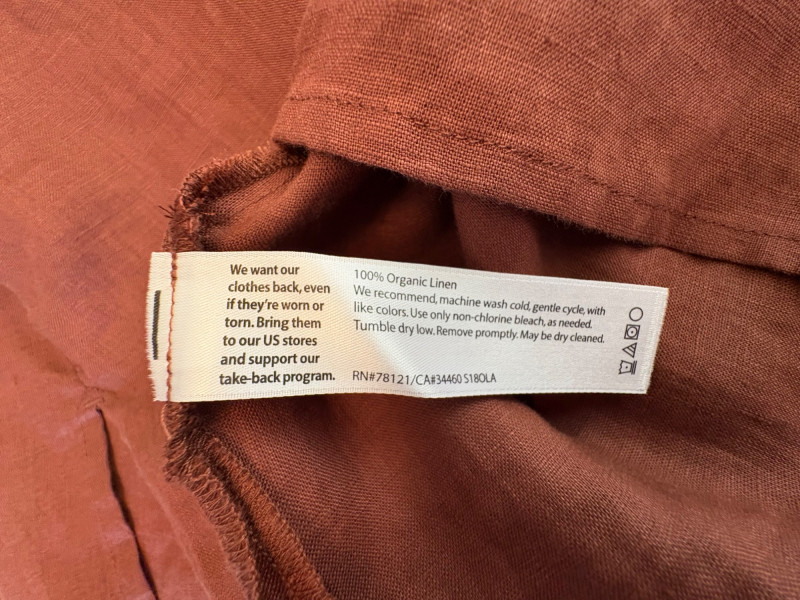 We want our
clothes back, even
if they're worn or
torn. Bring them
to our US stores
and support our
take-back program.
100% Organic Linen
We recommend, machine wash cold, gentle cycle, with
like colors. Use only non-chlorine bleach, as needed.
Tumble dry low. Remove promptly. May be dry cleaned.
RN#78121/CA#34460 S18OLA